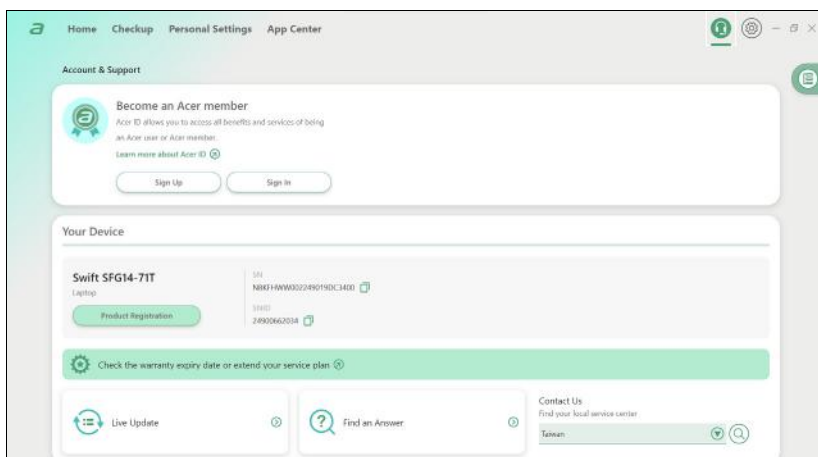 Home Checkup Personal Settings App Center
Account & Support
Become an Acer member
Acer ID allows you to access all benefits and services of being
an Acer user or Acer member.
Learn more about Acer ID
Sign Up Sign In
Your Device
Swift SFG14-71T
Laptop
Product Registration
SN
SNID
24900662034
Check the warranty expiry date or extend your service plan
Live Update
Find an Answer
Contact Us
Find your local service center
Taiwan